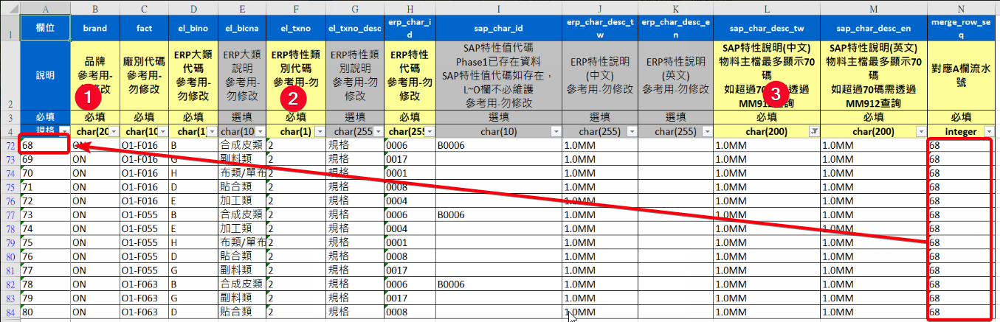 A B C D E F G H I J K L M N
1 欄位 brand fact el_bino el_bicna el_txno el_txno_desc erp_char_i
d sap_char_id erp_char_desc_t
w erp_char_desc_e
n sap_char_desc_tw sap_char_desc_en merge_row_se
q
2 說明
品牌
參考用-
修改
廠別代碼
參考用-
勿修改
ERP大類
代碼
參考用-
勿修改
ERP大類
說明
參考用-
勿修改
ERP特性類
別代碼
參考用-勿
ERP特性類
別說明
參考用-勿
修改
ERP特性
代碼
參考用-
勿修改
SAP特性值代碼
Phase1已存在資料
SAP特性值代碼如存在，
L~O欄不必維護
參考用-勿修改
ERP特性說明
(中文)
參考用-勿修改
ERP特性說明
(英文)
參考用-勿修改
SAP特性說明(中文)
物料主檔最多顯示70
碼
如超過70 透過
MM912 詢
SAP特性說明(英文)
物料主檔最多顯示70
碼
如超過70碼需透過
MM912查詢
對應A欄流水
號
1
2
3
3 必填 必填 必填 必填 選填 必填 選填 必填 選填 選填 選填 必填 必填 必填
4 規格 char(20 char(10 char(1) char(10 char(1) char(255 char(255 char(10) char(255) char(255) char(200) char(200) integer
72 68 ON O1-F016 B 合成皮類 2 規格 0006 B0006 1.0MM 1.0MM 1.0MM 68
73 69 ON O1-F016 G 副料類 2 規格 0017 1.0MM 1.0MM 1.0MM 68
74 70 ON O1-F016 H 布類/單布 2 規格 0001 1.0MM 1.0MM 1.0MM 68
75 71 ON O1-F016 D 貼合類 2 規格 0008 1.0MM 1.0MM 1.0MM 68
76 72 ON O1-F016 E 加工類 2 規格 0004 1.0MM 1.0MM 1.0MM 68
77 73 ON O1-F055 B 合成皮類 2 規格 0006 B0006 1.0MM 1.0MM 1.0MM 68
78 74 ON O1-F055 E 加工類 2 規格 0004 1.0MM 1.0MM 1.0MM 68
79 75 ON O1-F055 H 布類/單布 2 規格 0001 1.0MM 1.0MM 1.0MM 68
80 76 ON O1-F055 D 貼合類 2 規格 0008 1.0MM 1.0MM 1.0MM 68
81 77 ON O1-F055 G 副料類 2 規格 0017 1.0MM 1.0MM 1.0MM 68
82 78 ON O1-F063 B 合成皮類 2 規格 0006 B0006 1.0MM 1.0MM 1.0MM 68
83 79 ON O1-F063 G 副料類 2 規格 0017 1.0MM 1.0MM 1.0MM 68
84 80 ON O1-F063 D 貼合類 2 規格 0008 1.0MM 1.0MM 1.0MM 68